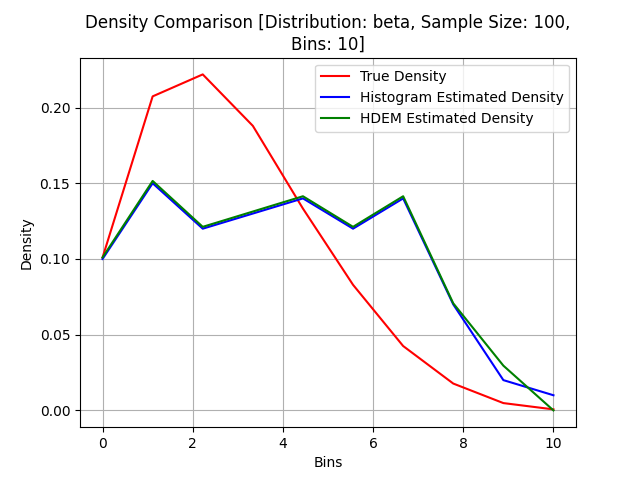 Density Comparison [Distribution: beta, Sample Size: 100,
Bins: 10]
True Density
Histogram Estimated Density
HDEM Estimated Density
Density
0.20
0.15
0.10
0.05
0.00
0 2 4 6 8 10
Bins